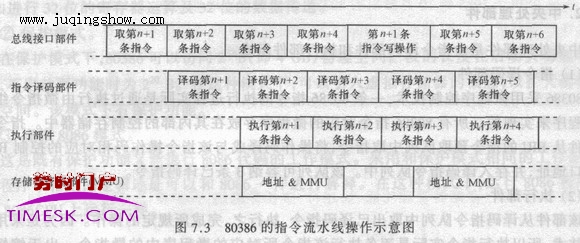 www.juqingshow.com
t
总线接口部件
取第n+1条指令
取第n+2条指令
取第n+3条指令
取第n+4条指令
第n+1条指令写操作
取第n+5条指令
取第n+6条指令
指令译码部件
译码第n+1条指令
译码第n+2条指令
译码第n+3条指令
译码第n+4条指令
译码第n+5条指令
执行部件
执行第n+1条指令
执行第n+2条指令
执行第n+3条指令
执行第n+4条指令
存储
(MMU)
地址 & MMU
地址 & MMU
务时门户
TIMESK.COM
图 7.3 80386 的指令流水线操作示意图